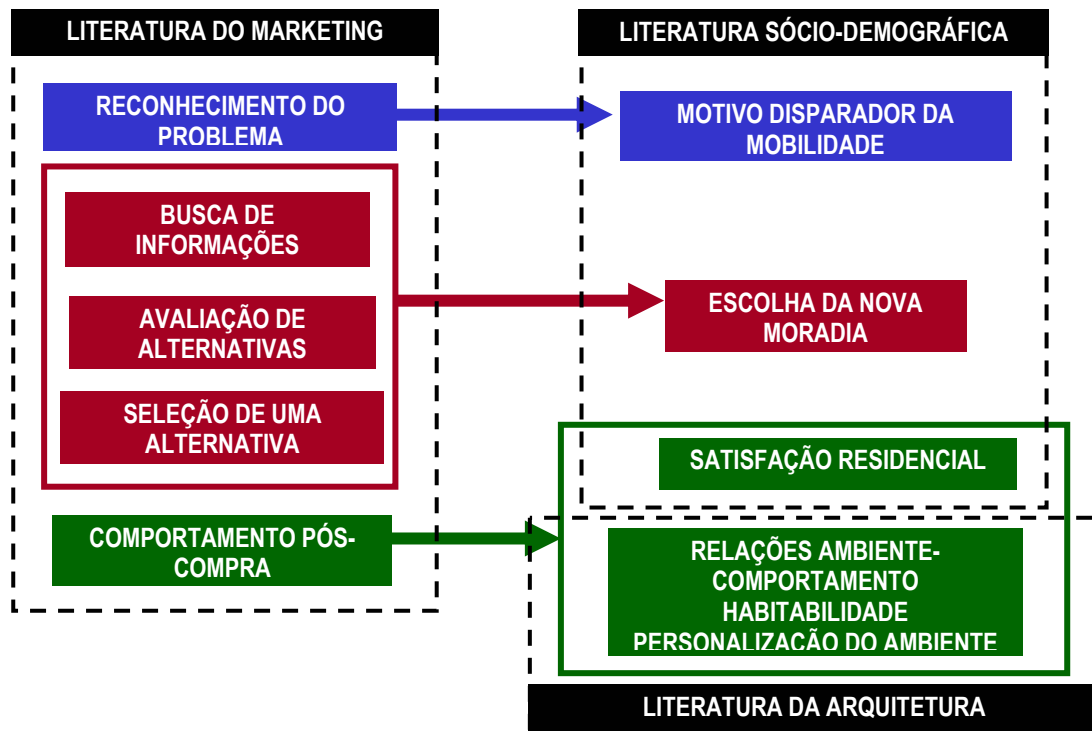 LITERATURA DO MARKETING
RECONHECIMENTO DO
PROBLEMA
BUSCA DE
INFORMAÇÕES
AVALIAÇÃO DE
ALTERNATIVAS
SELEÇÃO DE UMA
ALTERNATIVA
COMPORTAMENTO PÓS-
COMPRA
LITERATURA SÓCIO-DEMOGRÁFICA
MOTIVO DISPARADOR DA
MOBILIDADE
ESCOLHA DA NOVA
MORADIA
SATISFAÇÃO RESIDENCIAL
RELAÇÕES AMBIENTE-
COMPORTAMENTO
HABITABILIDADE
PERSONALIZAÇÃO DO AMBIENTE
LITERATURA DA ARQUITETURA